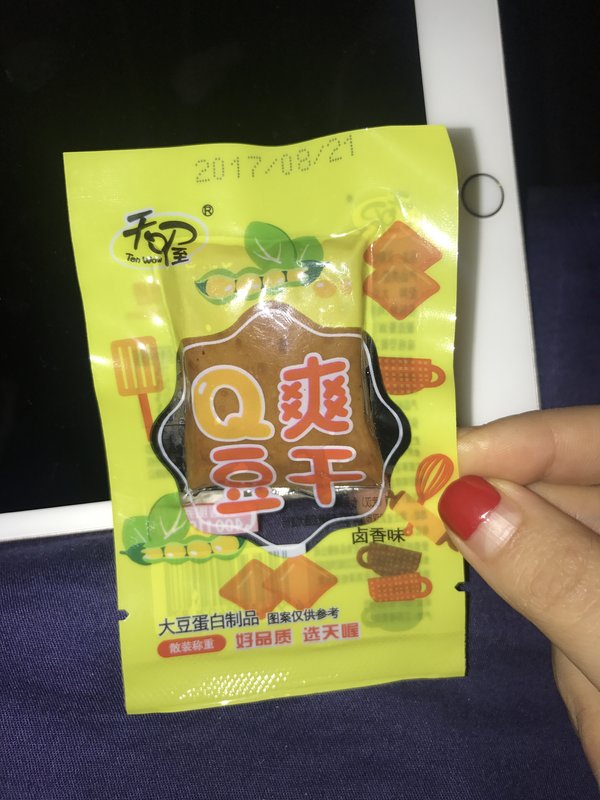 2017/08/21
®
天喔
Ten Wow
Q爽
豆干
卤香味
大豆蛋白制品 图案仅供参考
散装称重 好品质 选天喔